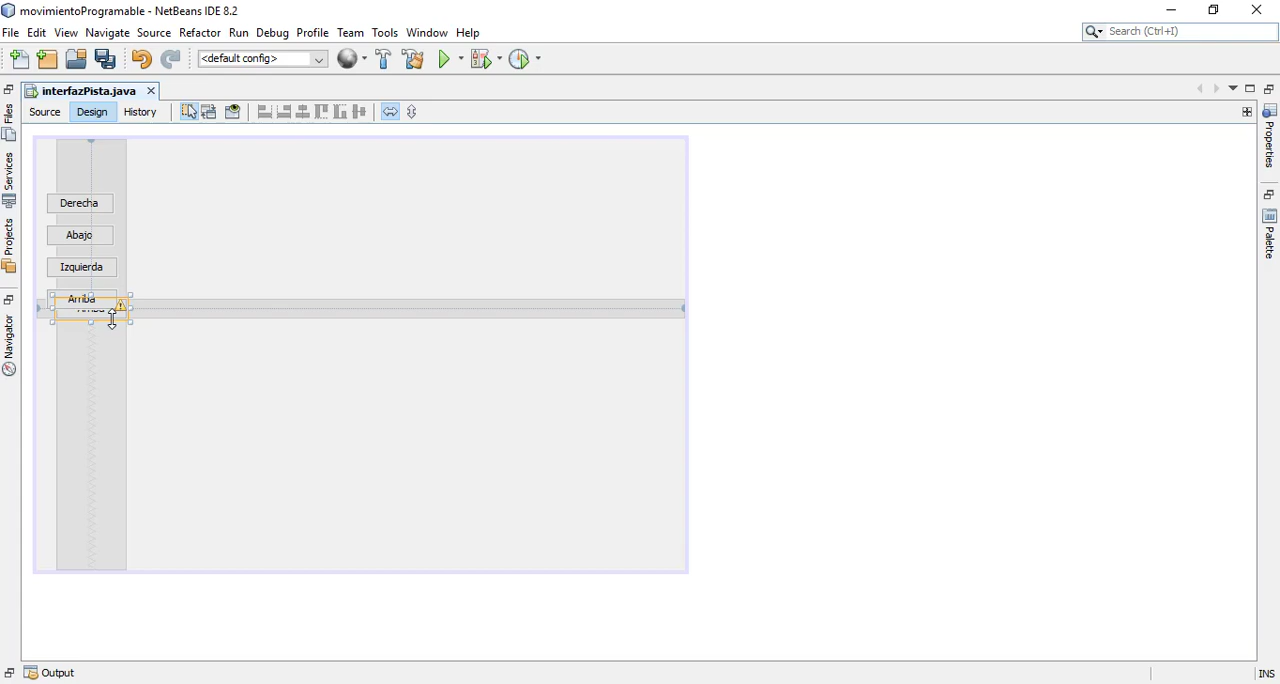 movimientoProgramable - NetBeans IDE 8.2
File Edit View Navigate Source Refactor Run Debug Profile Team Tools Window Help
Search (Ctrl+I)
<default config>
interfazPista.java
Source Design History
Files
Services
Projects
Navigator
Properties
Palette
Derecha
Abajo
Izquierda
Arriba
Arriba
Output
INS